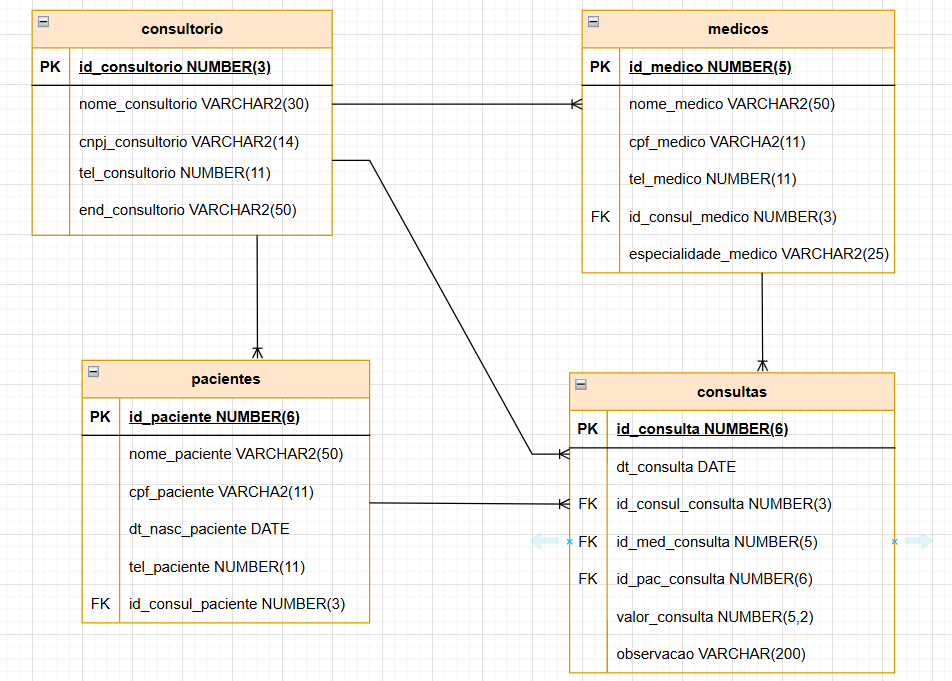 consultorio
PK id_consultorio NUMBER(3)
nome_consultorio VARCHAR2(30)
cnpj_consultorio VARCHAR2(14)
tel_consultorio NUMBER(11)
end_consultorio VARCHAR2(50)
medicos
PK id_medico NUMBER(5)
nome_medico VARCHAR2(50)
cpf_medico VARCHA2(11)
tel_medico NUMBER(11)
FK id_consul_medico NUMBER(3)
especialidade_medico VARCHAR2(25)
pacientes
PK id_paciente NUMBER(6)
nome_paciente VARCHAR2(50)
cpf_paciente VARCHA2(11)
dt_nasc_paciente DATE
tel_paciente NUMBER(11)
FK id_consul_paciente NUMBER(3)
consultas
PK id_consulta NUMBER(6)
dt_consulta DATE
FK id_consul_consulta NUMBER(3)
FK id_med_consulta NUMBER(5)
FK id_pac_consulta NUMBER(6)
valor_consulta NUMBER(5,2)
observacao VARCHAR(200)